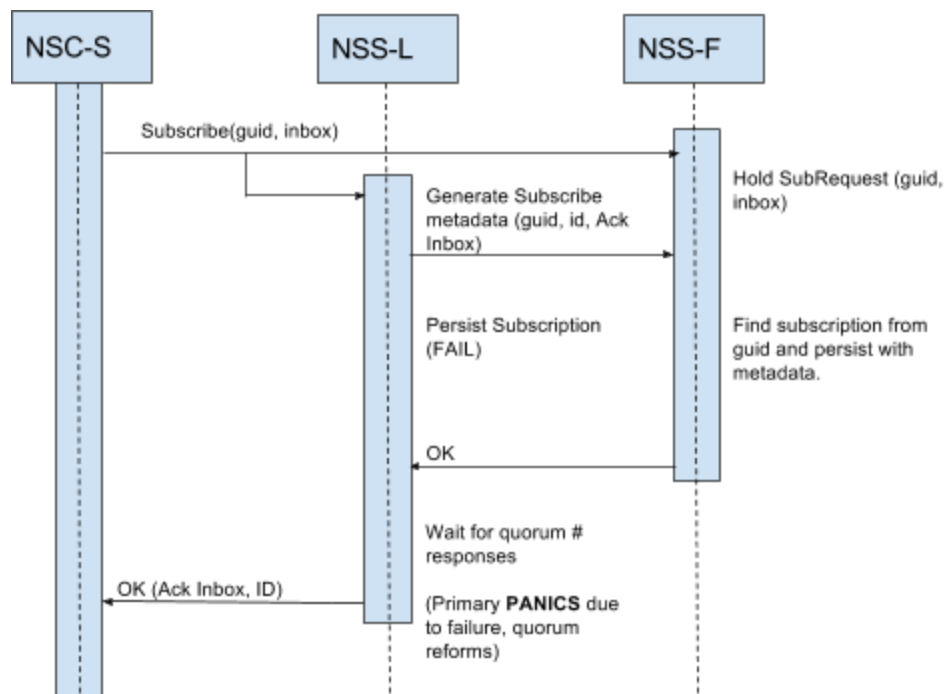 NSC-S
NSS-L
NSS-F
Subscribe(guid, inbox)
Hold SubRequest (guid,
inbox)
Generate Subscribe
metadata (guid, id, Ack
Inbox)
Persist Subscription
(FAIL)
Find subscription from
guid and persist with
metadata.
OK
Wait for quorum #
responses
OK (Ack Inbox, ID)
(Primary PANICS due
to failure, quorum
reforms)